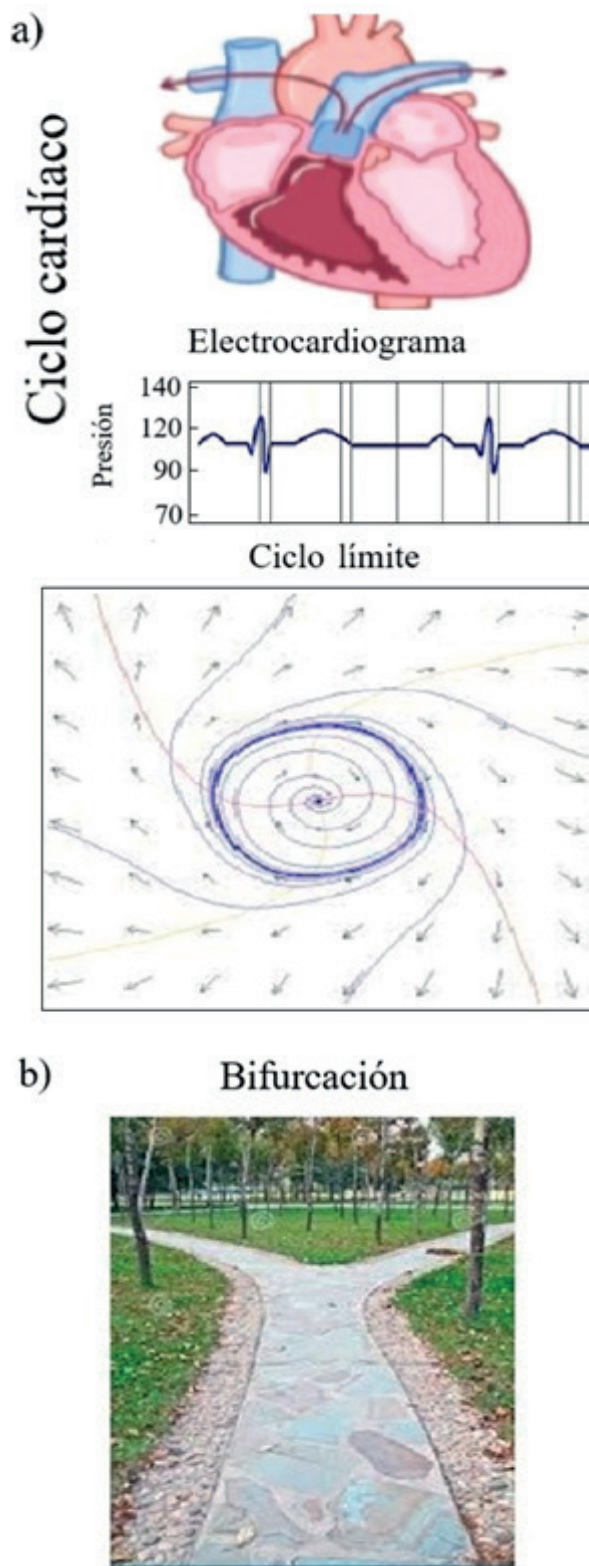 a)
Ciclo cardíaco
Electrocardiograma
Presión
140
120
90
70
Ciclo límite
b)
Bifurcación